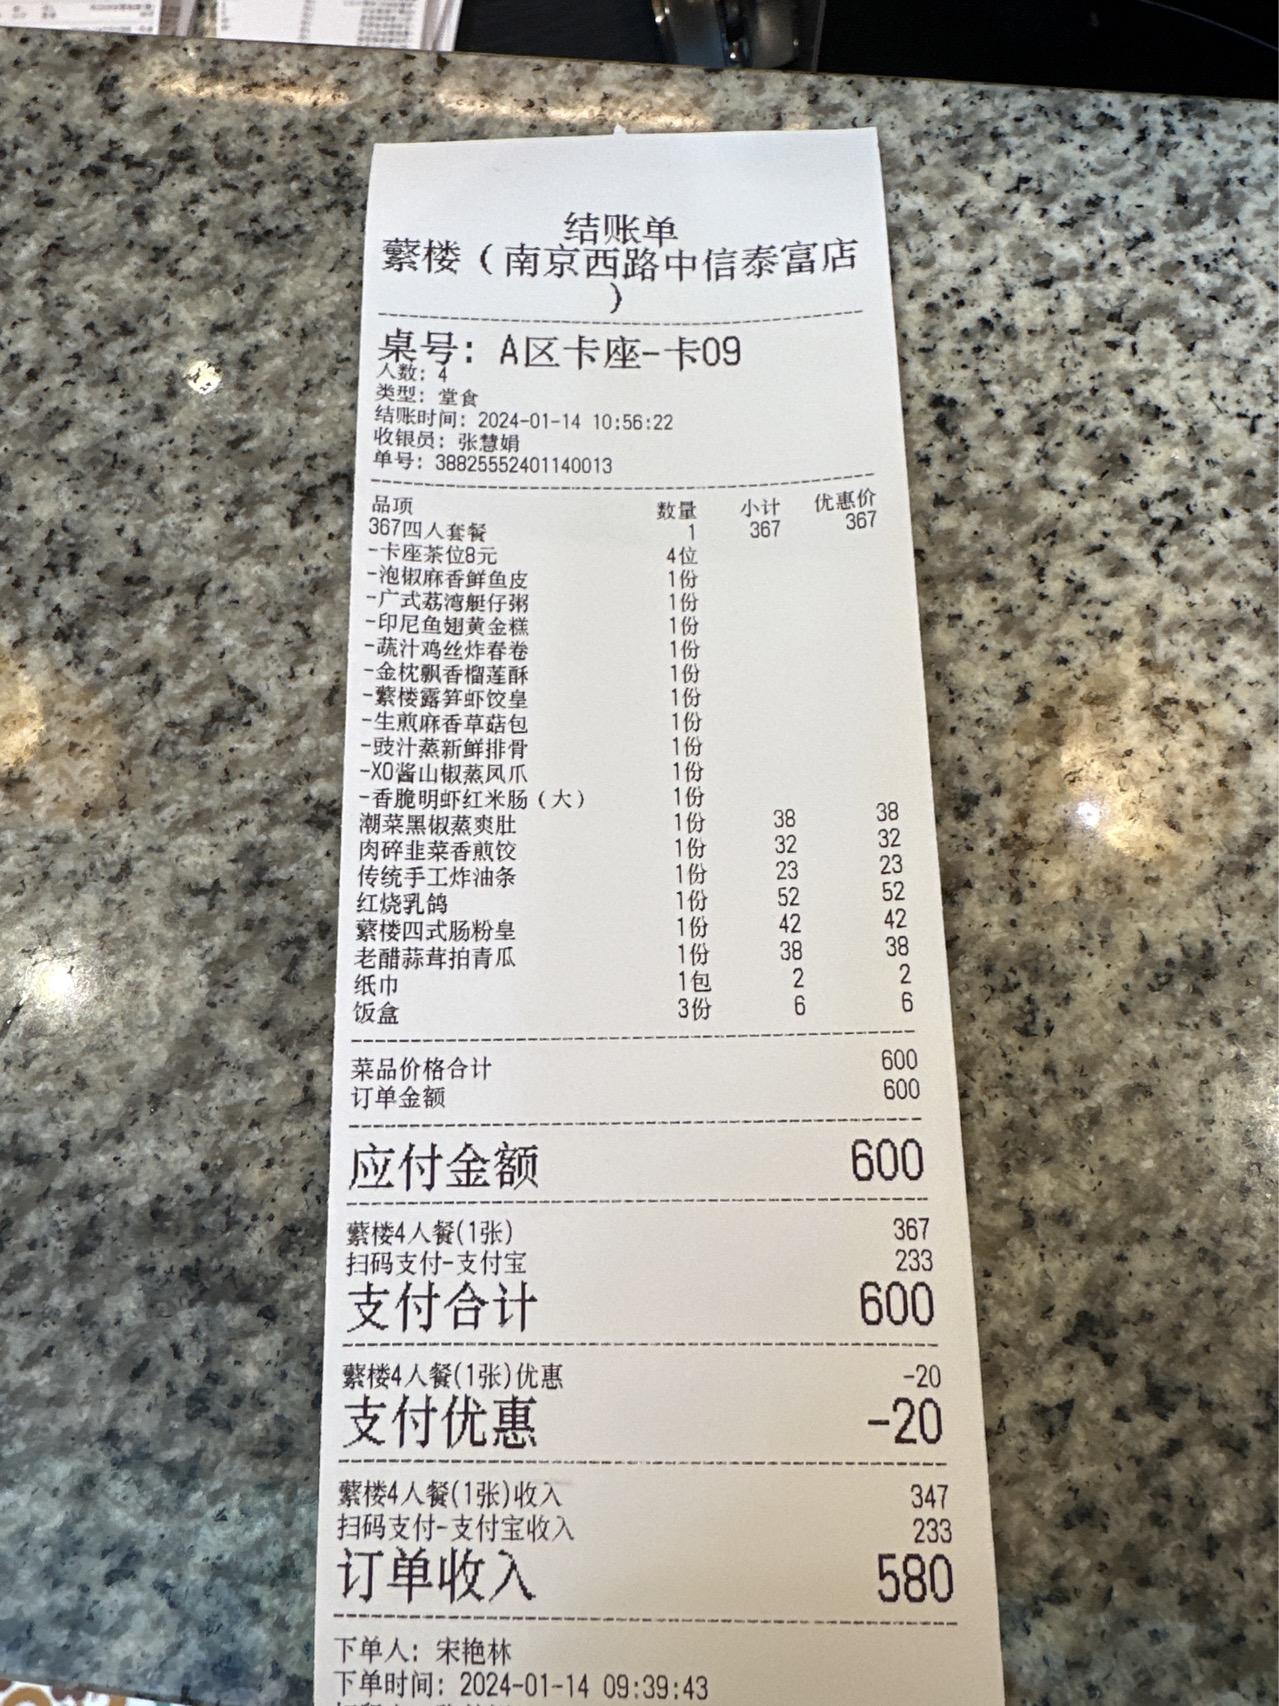 结账单
蘩楼（南京西路中信泰富店
）
桌号: A区卡座-卡09
人数: 4
类型: 堂食
结账时间: 2024-01-14 10:56:22
收银员: 张慧娟
单号: 38825552401140013
品项 数量 小计 优惠价
367四人套餐 1 367 367
-卡座茶位8元 4位
-泡椒麻香鲜鱼皮 1份
-广式荔湾艇仔粥 1份
-印尼鱼翅黄金糕 1份
-蔬汁鸡丝炸春卷 1份
-金枕飘香榴莲酥 1份
-蘩楼露笋虾饺皇 1份
-生煎麻香草菇包 1份
-豉汁蒸新鲜排骨 1份
-XO酱山椒蒸凤爪 1份
-香脆明虾红米肠（大） 1份
潮菜黑椒蒸爽肚 1份 38 38
肉碎韭菜香煎饺 1份 32 32
传统手工炸油条 1份 23 23
红烧乳鸽 1份 52 52
蘩楼四式肠粉皇 1份 42 42
老醋蒜茸拍青瓜 1份 38 38
纸巾 1包 2 2
饭盒 3份 6 6
菜品价格合计 600
订单金额 600
应付金额 600
蘩楼4人餐(1张) 367
扫码支付-支付宝 233
支付合计 600
蘩楼4人餐(1张)优惠 -20
支付优惠 -20
蘩楼4人餐(1张)收入 347
扫码支付-支付宝收入 233
订单收入 580
下单人: 宋艳林
下单时间: 2024-01-14 09:39:43